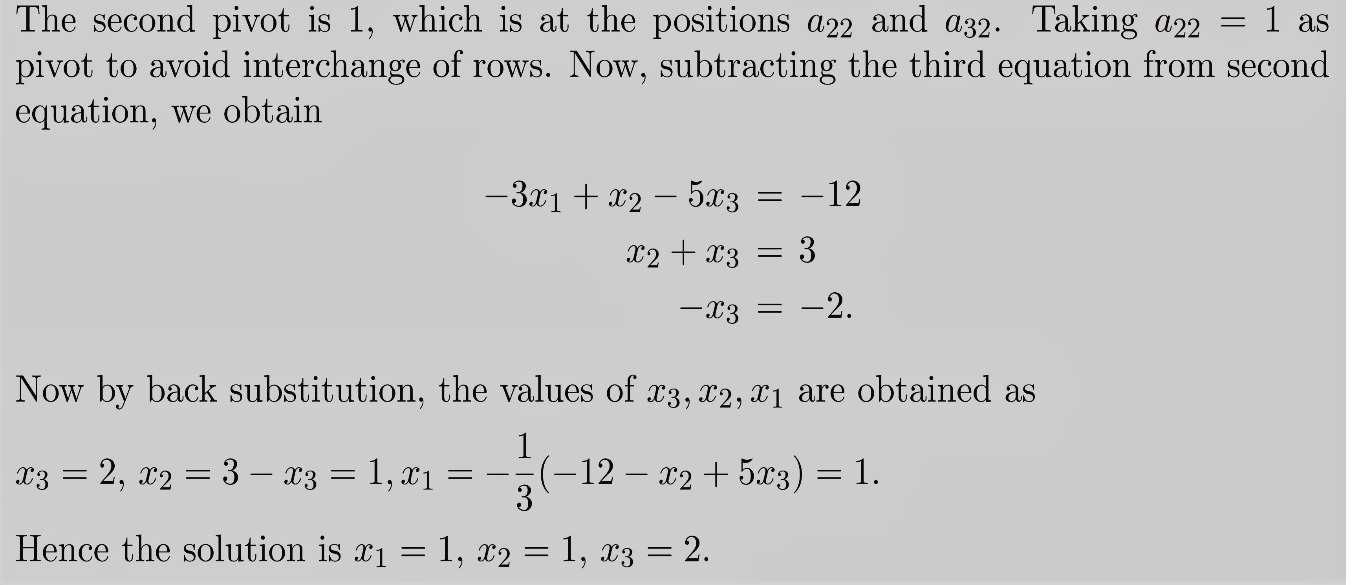 The second pivot is 1, which is at the positions a₂₂ and a₃₂. Taking a₂₂ = 1 as
pivot to avoid interchange of rows. Now, subtracting the third equation from second
equation, we obtain
−3x₁ + x₂ − 5x₃ = −12
x₂ + x₃ = 3
−x₃ = −2.
Now by back substitution, the values of x₃, x₂, x₁ are obtained as
x₃ = 2, x₂ = 3 − x₃ = 1, x₁ = −1/3(−12 − x₂ + 5x₃) = 1.
Hence the solution is x₁ = 1, x₂ = 1, x₃ = 2.